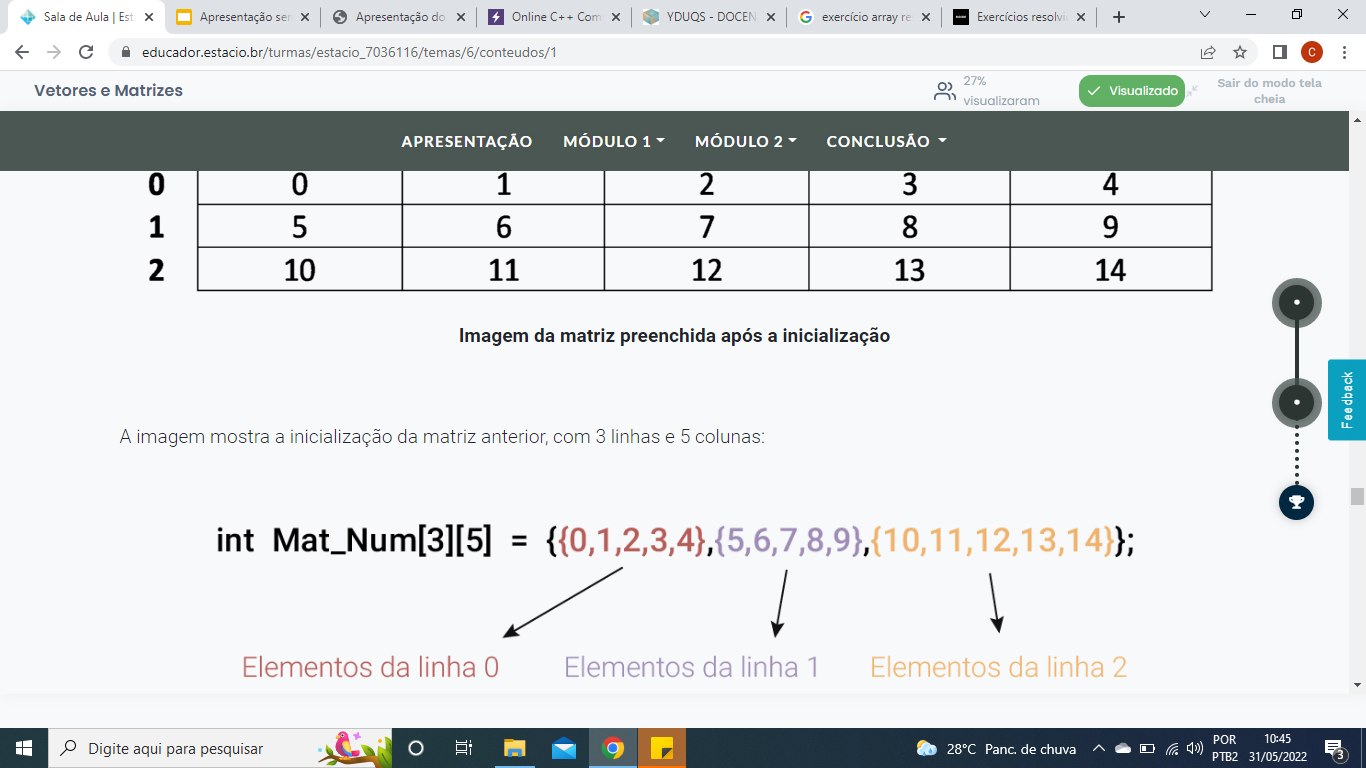 Sala de Aula | Est
Apresentação ser
Apresentação do
Online C++ Com
YDUQS - DOCEN
exercício array re
Exercícios resolvi
educador.estacio.br/turmas/estacio_7036116/temas/6/conteudos/1
C
Vetores e Matrizes
27%
visualizaram
Visualizado
Sair do modo tela
cheia
APRESENTAÇÃO MÓDULO 1 MÓDULO 2 CONCLUSÃO
0 0 1 2 3 4
1 5 6 7 8 9
2 10 11 12 13 14
Imagem da matriz preenchida após a inicialização
Feedback
A imagem mostra a inicialização da matriz anterior, com 3 linhas e 5 colunas:
int Mat_Num[3][5] = {{0,1,2,3,4},{5,6,7,8,9},{10,11,12,13,14}};
Elementos da linha 0 Elementos da linha 1 Elementos da linha 2
Digite aqui para pesquisar
28°C Panc. de chuva
POR
PTB2
10:45
31/05/2022
3